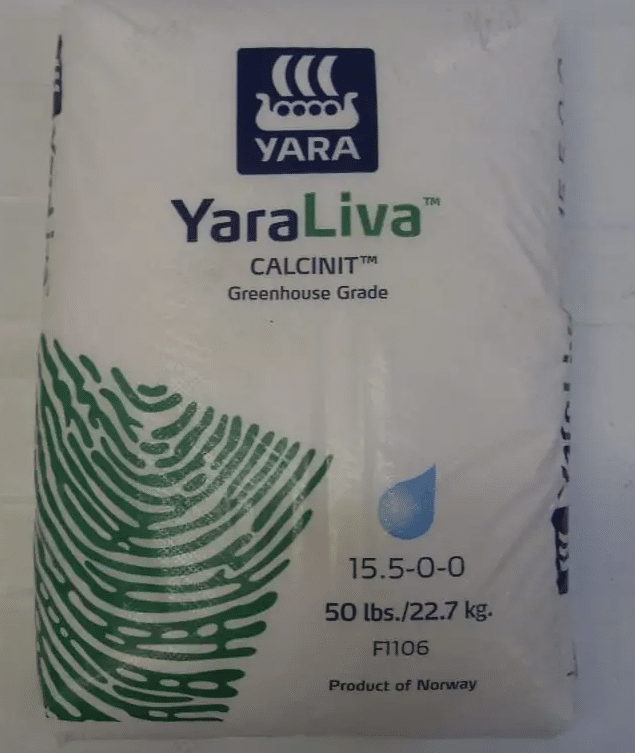 YARA
YaraLiva™
CALCINIT™
Greenhouse Grade
15.5-0-0
50 lbs./22.7 kg.
F1106
Product of Norway